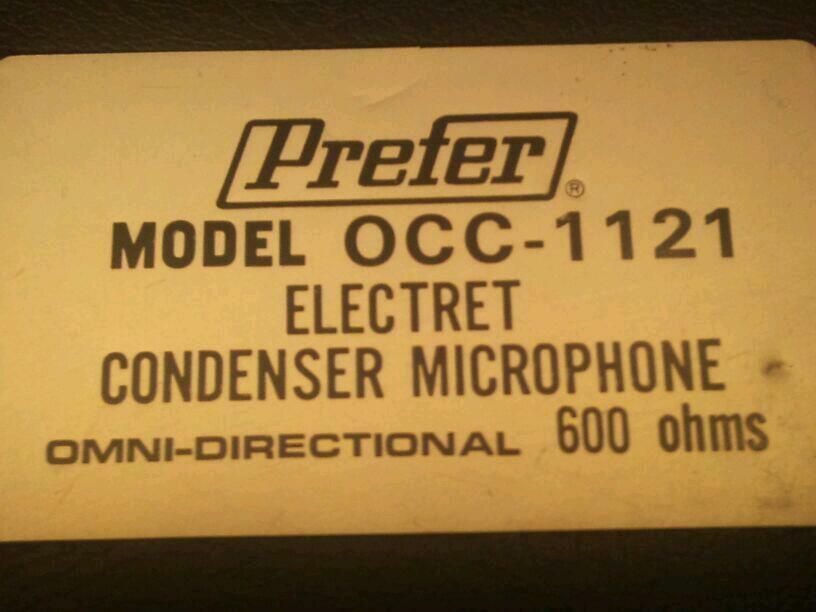 Prefer®
MODEL OCC-1121
ELECTRET
CONDENSER MICROPHONE
OMNI-DIRECTIONAL 600 ohms